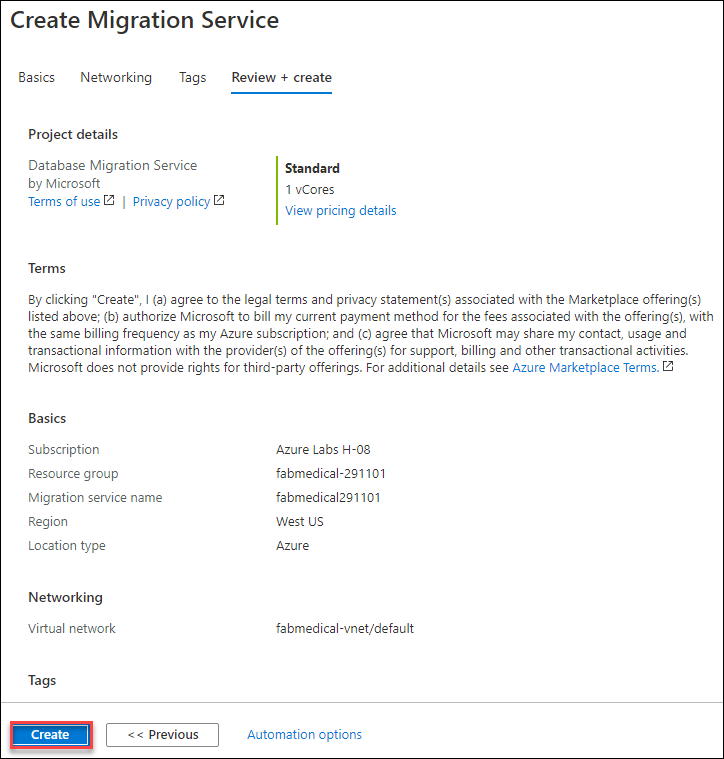 Create Migration Service
Basics Networking Tags Review + create
Project details
Database Migration Service
by Microsoft
Terms of use | Privacy policy
Standard
1 vCores
View pricing details
Terms
By clicking "Create", I (a) agree to the legal terms and privacy statement(s) associated with the Marketplace offering(s)
listed above; (b) authorize Microsoft to bill my current payment method for the fees associated with the offering(s), with
the same billing frequency as my Azure subscription; and (c) agree that Microsoft may share my contact, usage and
transactional information with the provider(s) of the offering(s) for support, billing and other transactional activities.
Microsoft does not provide rights for third-party offerings. For additional details see Azure Marketplace Terms.
Basics
Subscription Azure Labs H-08
Resource group fabmedical-291101
Migration service name fabmedical291101
Region West US
Location type Azure
Networking
Virtual network fabmedical-vnet/default
Tags
Create << Previous Automation options